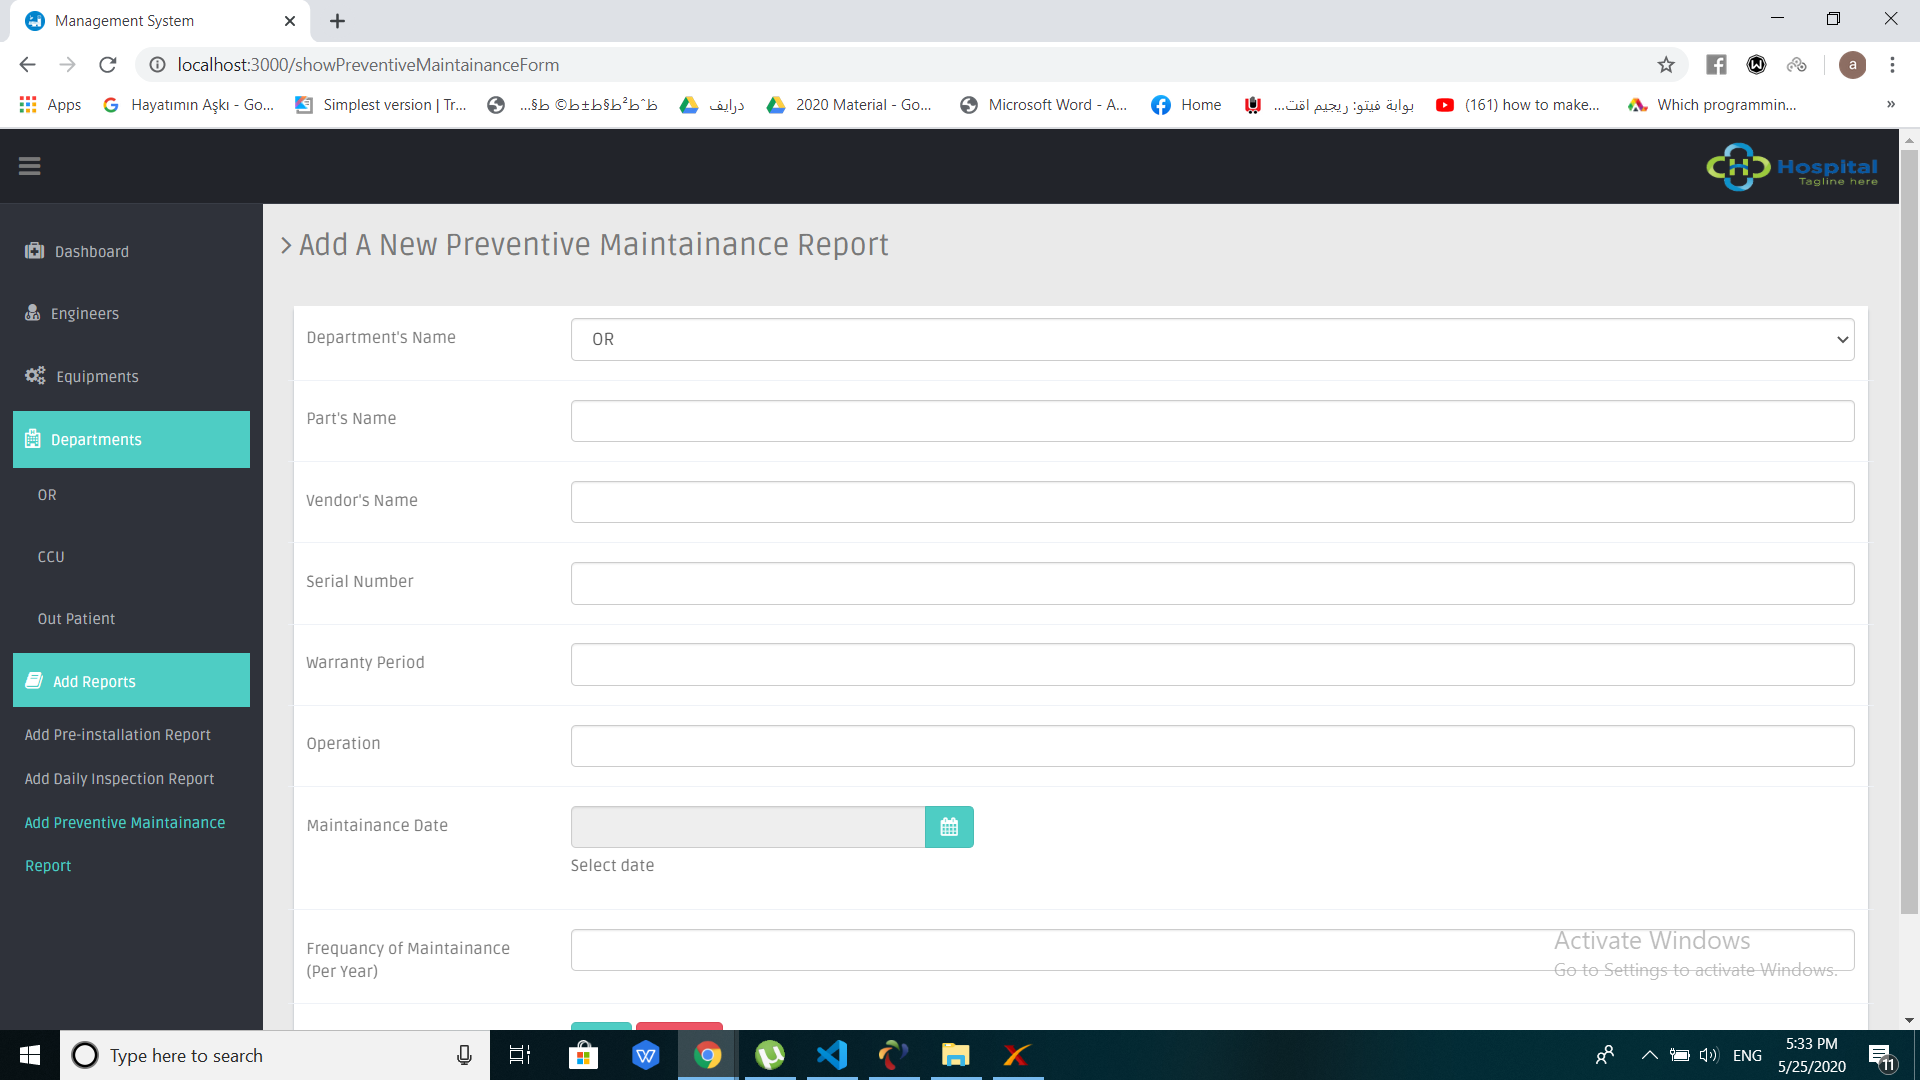 Management System
localhost:3000/showPreventiveMaintainanceForm
a
Apps
Hayatımın Aşkı - Go...
Simplest version | Tr...
درايف
2020 Material - Go...
Microsoft Word - A...
Home
بوابة فيتو: ريجيم اقت...
(161) how to make...
Which programmin...
»
Hospital
Tagline here
Dashboard
Engineers
Equipments
Departments
OR
CCU
Out Patient
Add Reports
Add Pre-installation Report
Add Daily Inspection Report
Add Preventive Maintainance
Report
Add A New Preventive Maintainance Report
Department's Name
OR
Part's Name
Vendor's Name
Serial Number
Warranty Period
Operation
Maintainance Date
Select date
Frequancy of Maintainance
(Per Year)
Activate Windows
Go to Settings to activate Windows.
Type here to search
ENG
5:33 PM
5/25/2020
11